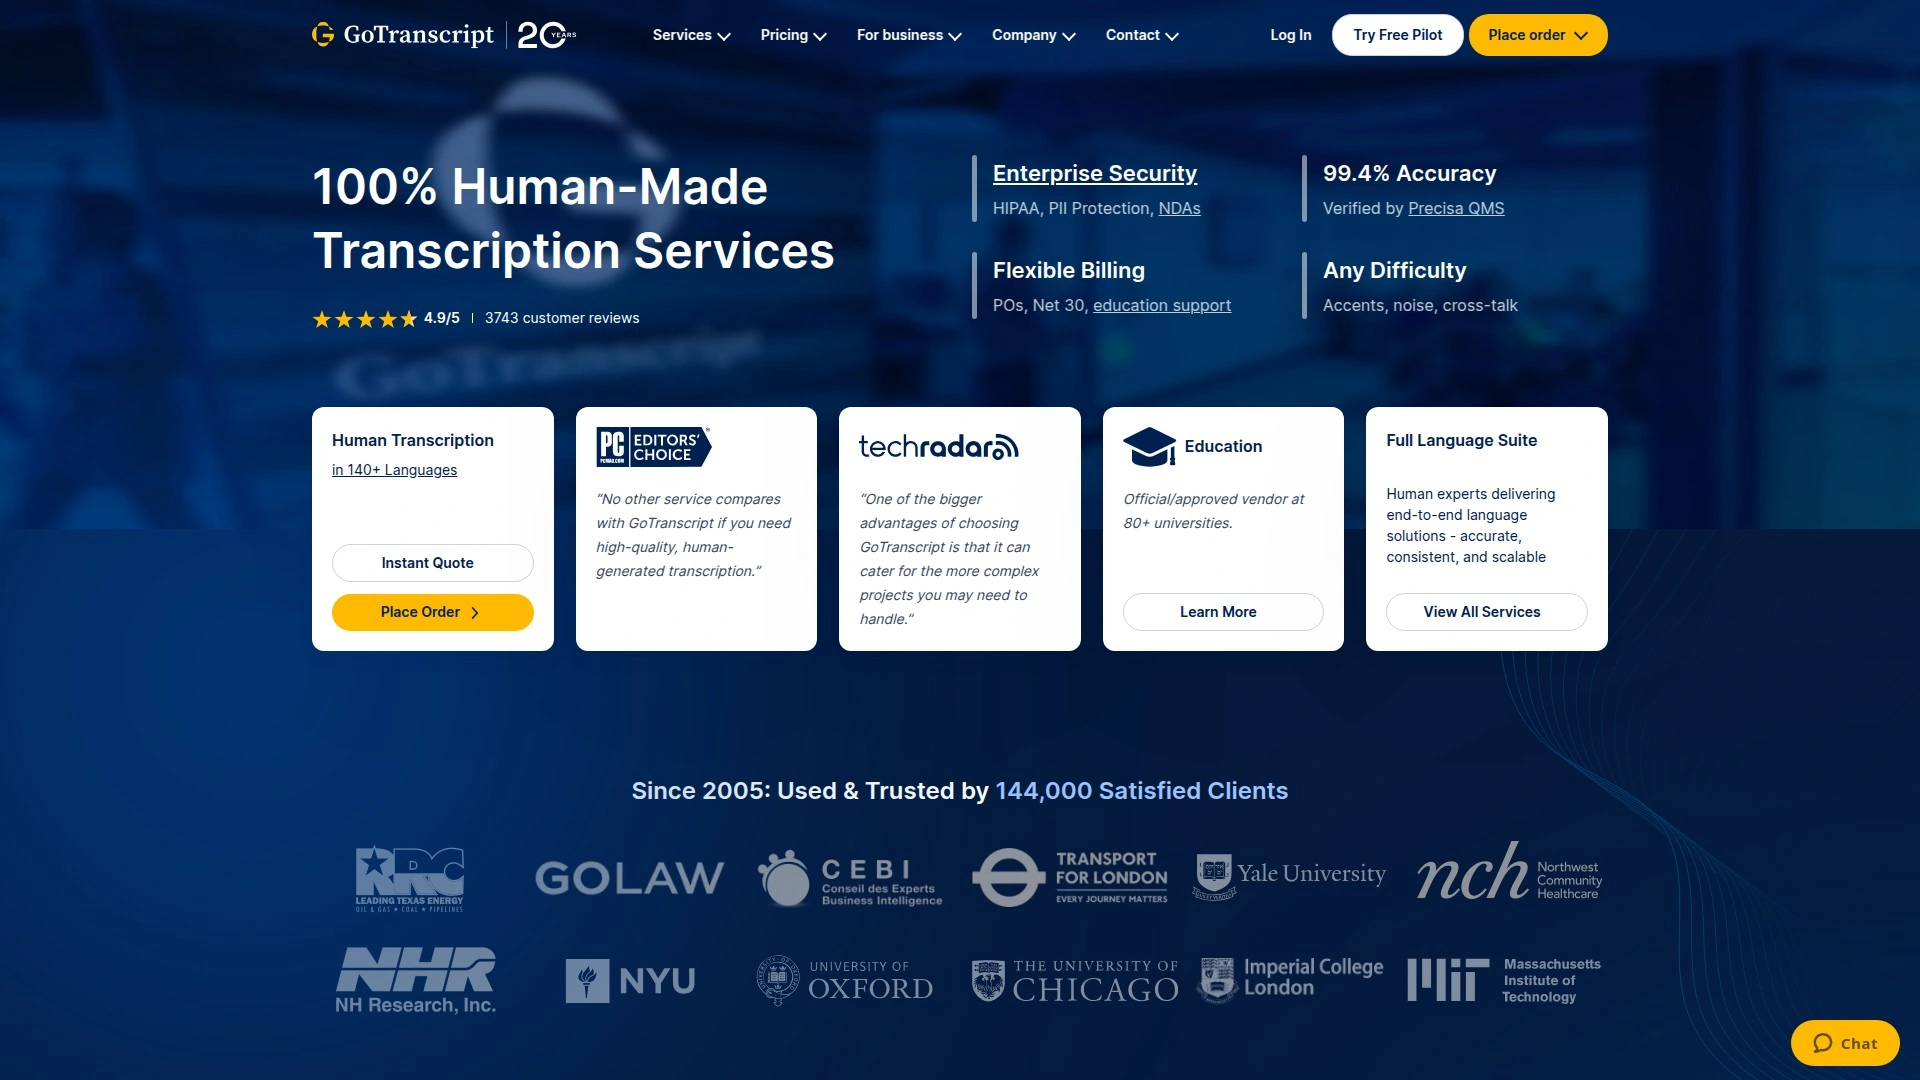 GoTranscript
20 YEARS
Services
Pricing
For business
Company
Contact
Log In
Try Free Pilot
Place order
100% Human-Made
Transcription Services
4.9/5
3743 customer reviews
Enterprise Security
HIPAA, PII Protection, NDAs
99.4% Accuracy
Verified by Precisa QMS
Flexible Billing
POs, Net 30, education support
Any Difficulty
Accents, noise, cross-talk
GoTranscript
Human Transcription
in 140+ Languages
Instant Quote
Place Order
PC
PCMAG.COM
EDITORS'
CHOICE
“No other service compares
with GoTranscript if you need
high-quality, human-
generated transcription.”
techradar
“One of the bigger
advantages of choosing
GoTranscript is that it can
cater for the more complex
projects you may need to
handle.”
Education
Official/approved vendor at
80+ universities.
Learn More
Full Language Suite
Human experts delivering
end-to-end language
solutions - accurate,
consistent, and scalable
View All Services
Since 2005: Used & Trusted by 144,000 Satisfied Clients
RRC
LEADING TEXAS ENERGY
OIL & GAS ★ COAL ★ PIPELINES
GOLAW
CEBI
Conseil des Experts
Business Intelligence
TRANSPORT
FOR LONDON
EVERY JOURNEY MATTERS
Yale University
nch
Northwest
Community
Healthcare
NHR
NH Research, Inc.
NYU
UNIVERSITY OF
OXFORD
THE UNIVERSITY OF
CHICAGO
Imperial College
London
MIT
Massachusetts
Institute of
Technology
Chat